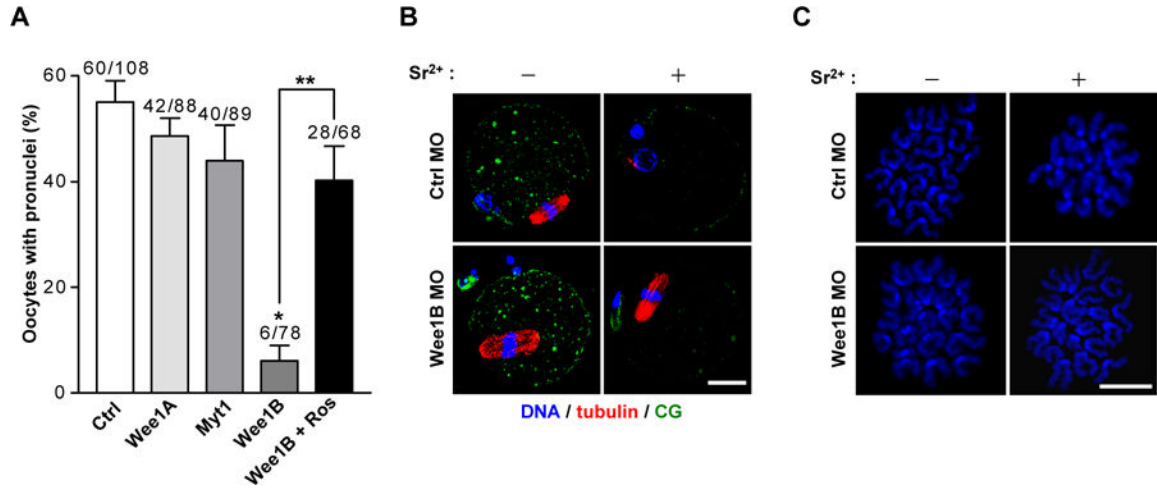 A
Oocytes with pronuclei (%)
60
40
20
0
60/108
42/88
40/89
*
6/78
**
28/68
Ctrl
Wee1A
Myt1
Wee1B
Wee1B + Ros
B
Sr²⁺ : − +
Ctrl MO
Wee1B MO
DNA / tubulin / CG
C
Sr²⁺ : − +
Ctrl MO
Wee1B MO